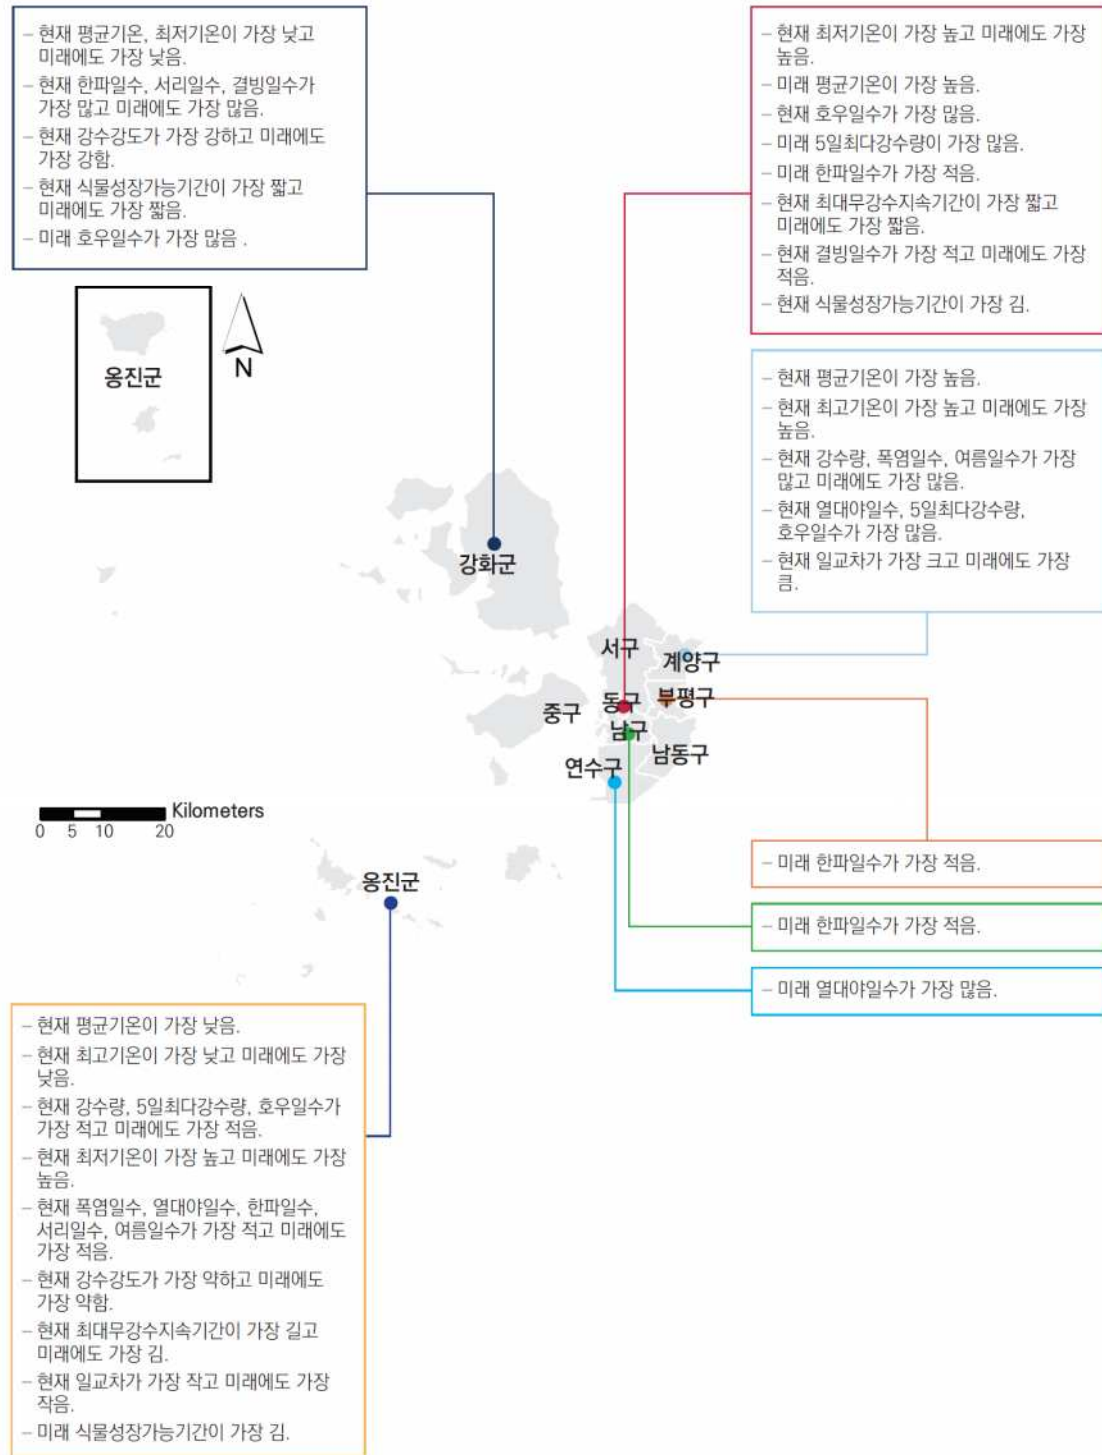 – 현재 평균기온, 최저기온이 가장 낮고
미래에도 가장 낮음.
– 현재 한파일수, 서리일수, 결빙일수가
가장 많고 미래에도 가장 많음.
– 현재 강수강도가 가장 강하고 미래에도
가장 강함.
– 현재 식물성장가능기간이 가장 짧고
미래에도 가장 짧음.
– 미래 호우일수가 가장 많음 .
– 현재 최저기온이 가장 높고 미래에도 가장
높음.
– 미래 평균기온이 가장 높음.
– 현재 호우일수가 가장 많음.
– 미래 5일최다강수량이 가장 많음.
– 미래 한파일수가 가장 적음.
– 현재 최대무강수지속기간이 가장 짧고
미래에도 가장 짧음.
– 현재 결빙일수가 가장 적고 미래에도 가장
적음.
– 현재 식물성장가능기간이 가장 김.
옹진군
N
– 현재 평균기온이 가장 높음.
– 현재 최고기온이 가장 높고 미래에도 가장
높음.
– 현재 강수량, 폭염일수, 여름일수가 가장
많고 미래에도 가장 많음.
– 현재 열대야일수, 5일최다강수량,
호우일수가 가장 많음.
– 현재 일교차가 가장 크고 미래에도 가장
큼.
강화군
서구
계양구
동구
부평구
중구
남구
남동구
연수구
Kilometers
0 5 10 20
옹진군
– 미래 한파일수가 가장 적음.
– 미래 한파일수가 가장 적음.
– 미래 열대야일수가 가장 많음.
– 현재 평균기온이 가장 낮음.
– 현재 최고기온이 가장 낮고 미래에도 가장
낮음.
– 현재 강수량, 5일최다강수량, 호우일수가
가장 적고 미래에도 가장 적음.
– 현재 최저기온이 가장 높고 미래에도 가장
높음.
– 현재 폭염일수, 열대야일수, 한파일수,
서리일수, 여름일수가 가장 적고 미래에도
가장 적음.
– 현재 강수강도가 가장 약하고 미래에도
가장 약함.
– 현재 최대무강수지속기간이 가장 길고
미래에도 가장 김.
– 현재 일교차가 가장 작고 미래에도 가장
작음.
– 미래 식물성장가능기간이 가장 김.